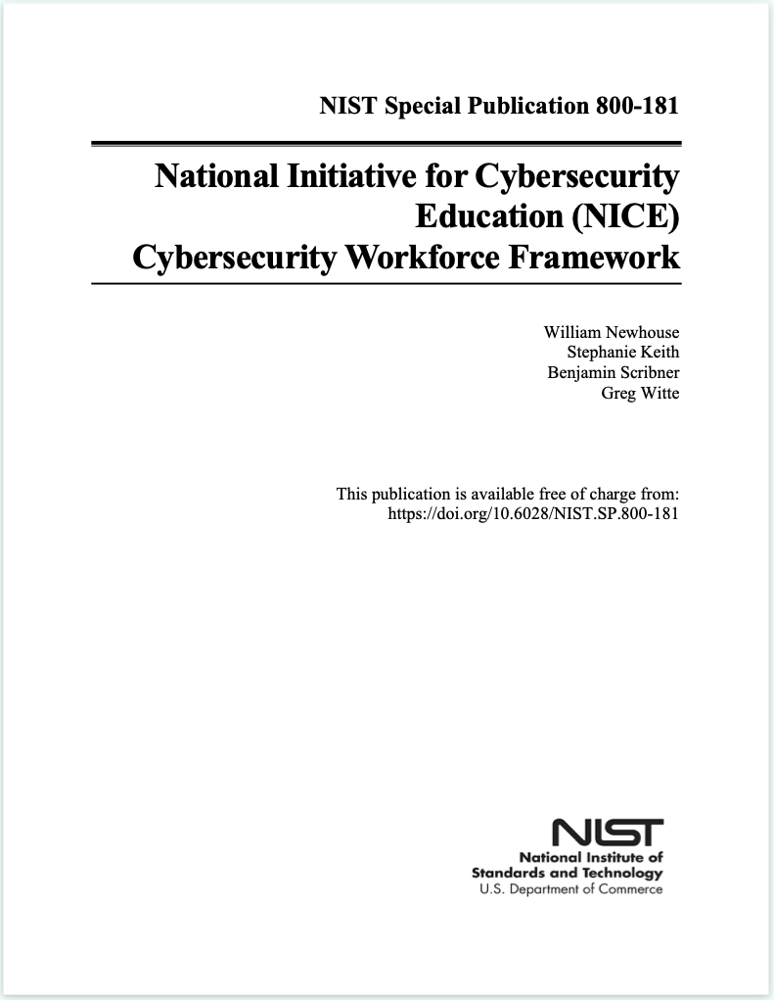 NIST Special Publication 800-181
National Initiative for Cybersecurity
Education (NICE)
Cybersecurity Workforce Framework
William Newhouse
Stephanie Keith
Benjamin Scribner
Greg Witte
This publication is available free of charge from:
https://doi.org/10.6028/NIST.SP.800-181
NIST
National Institute of
Standards and Technology
U.S. Department of Commerce